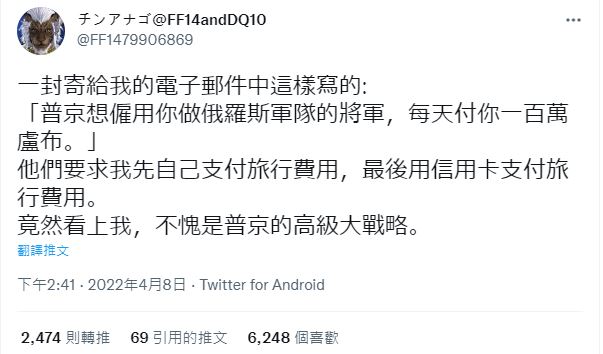 チンアナゴ@FF14andDQ10
@FF1479906869
一封寄給我的電子郵件中這樣寫的:
「普京想僱用你做俄羅斯軍隊的將軍，每天付你一百萬
盧布。」
他們要求我先自己支付旅行費用，最後用信用卡支付旅
行費用。
竟然看上我，不愧是普京的高級大戰略。
翻譯推文
下午2:41 · 2022年4月8日 · Twitter for Android
2,474 則轉推 69 引用的推文 6,248 個喜歡